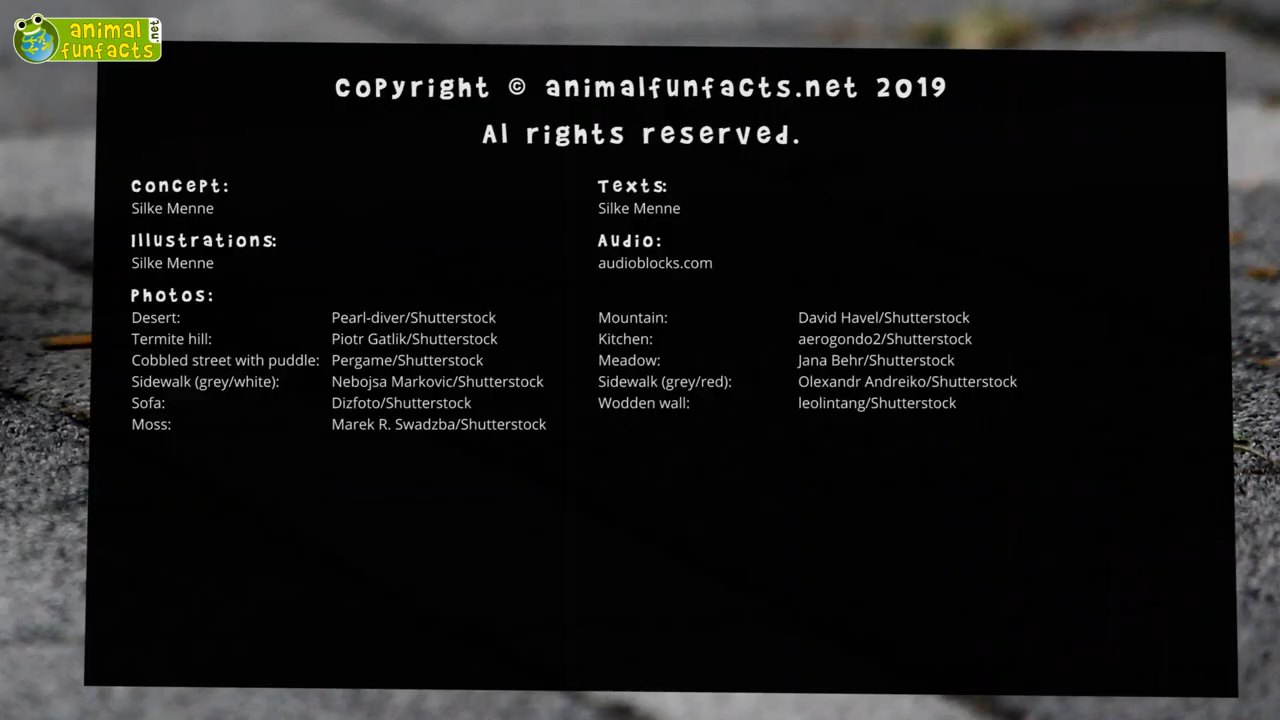 animal
funfacts
.net
Copyright © animalfunfacts.net 2019
Al rights reserved.
Concept:
Silke Menne
Texts:
Silke Menne
Illustrations:
Silke Menne
Audio:
audioblocks.com
Photos:
Desert: Pearl-diver/Shutterstock
Termite hill: Piotr Gatlik/Shutterstock
Cobbled street with puddle: Pergame/Shutterstock
Sidewalk (grey/white): Nebojsa Markovic/Shutterstock
Sofa: Dizfoto/Shutterstock
Moss: Marek R. Swadzba/Shutterstock
Mountain: David Havel/Shutterstock
Kitchen: aerogondo2/Shutterstock
Meadow: Jana Behr/Shutterstock
Sidewalk (grey/red): Olexandr Andreiko/Shutterstock
Wodden wall: leolintang/Shutterstock